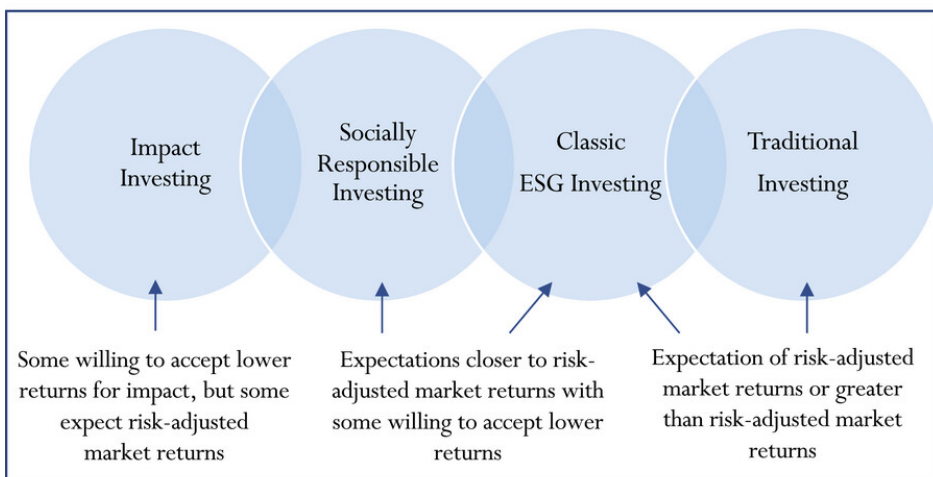 Impact
Investing
Socially
Responsible
Investing
Classic
ESG Investing
Traditional
Investing
Some willing to accept lower
returns for impact, but some
expect risk-adjusted
market returns
Expectations closer to risk-
adjusted market returns with
some willing to accept lower
returns
Expectation of risk-adjusted
market returns or greater
than risk-adjusted market
returns